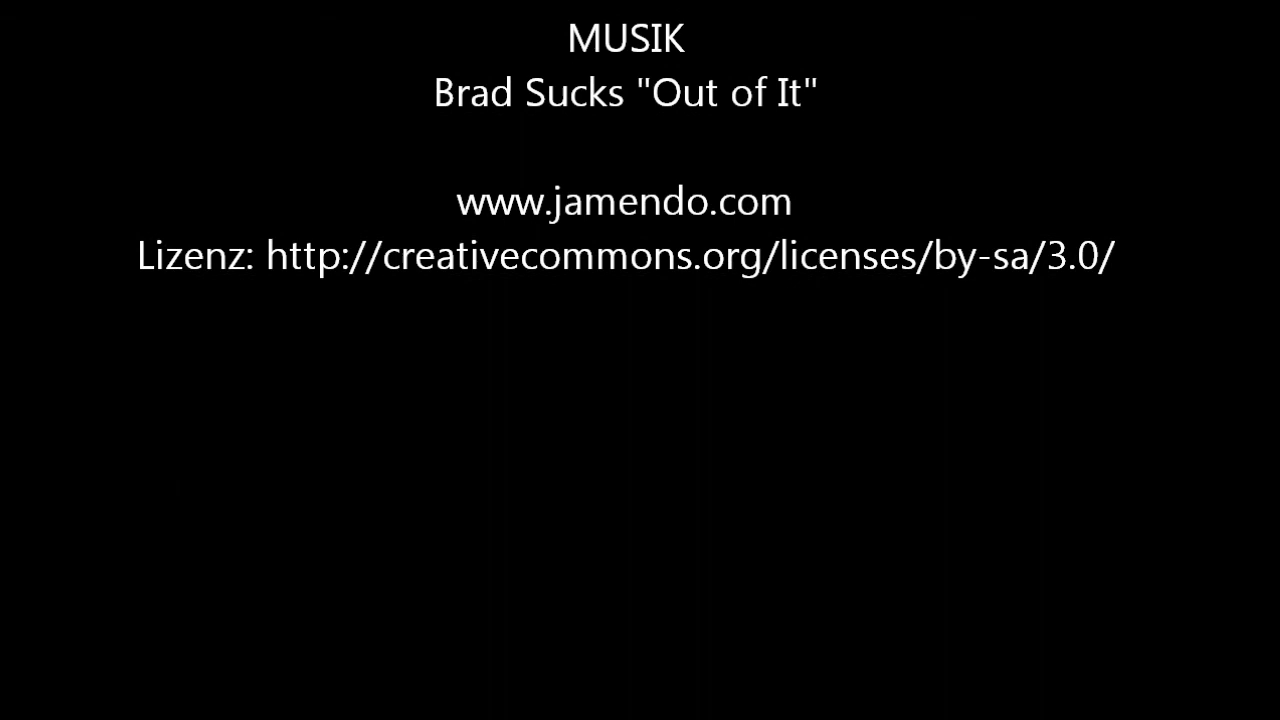 MUSIK
Brad Sucks "Out of It"
www.jamendo.com
Lizenz: http://creativecommons.org/licenses/by-sa/3.0/